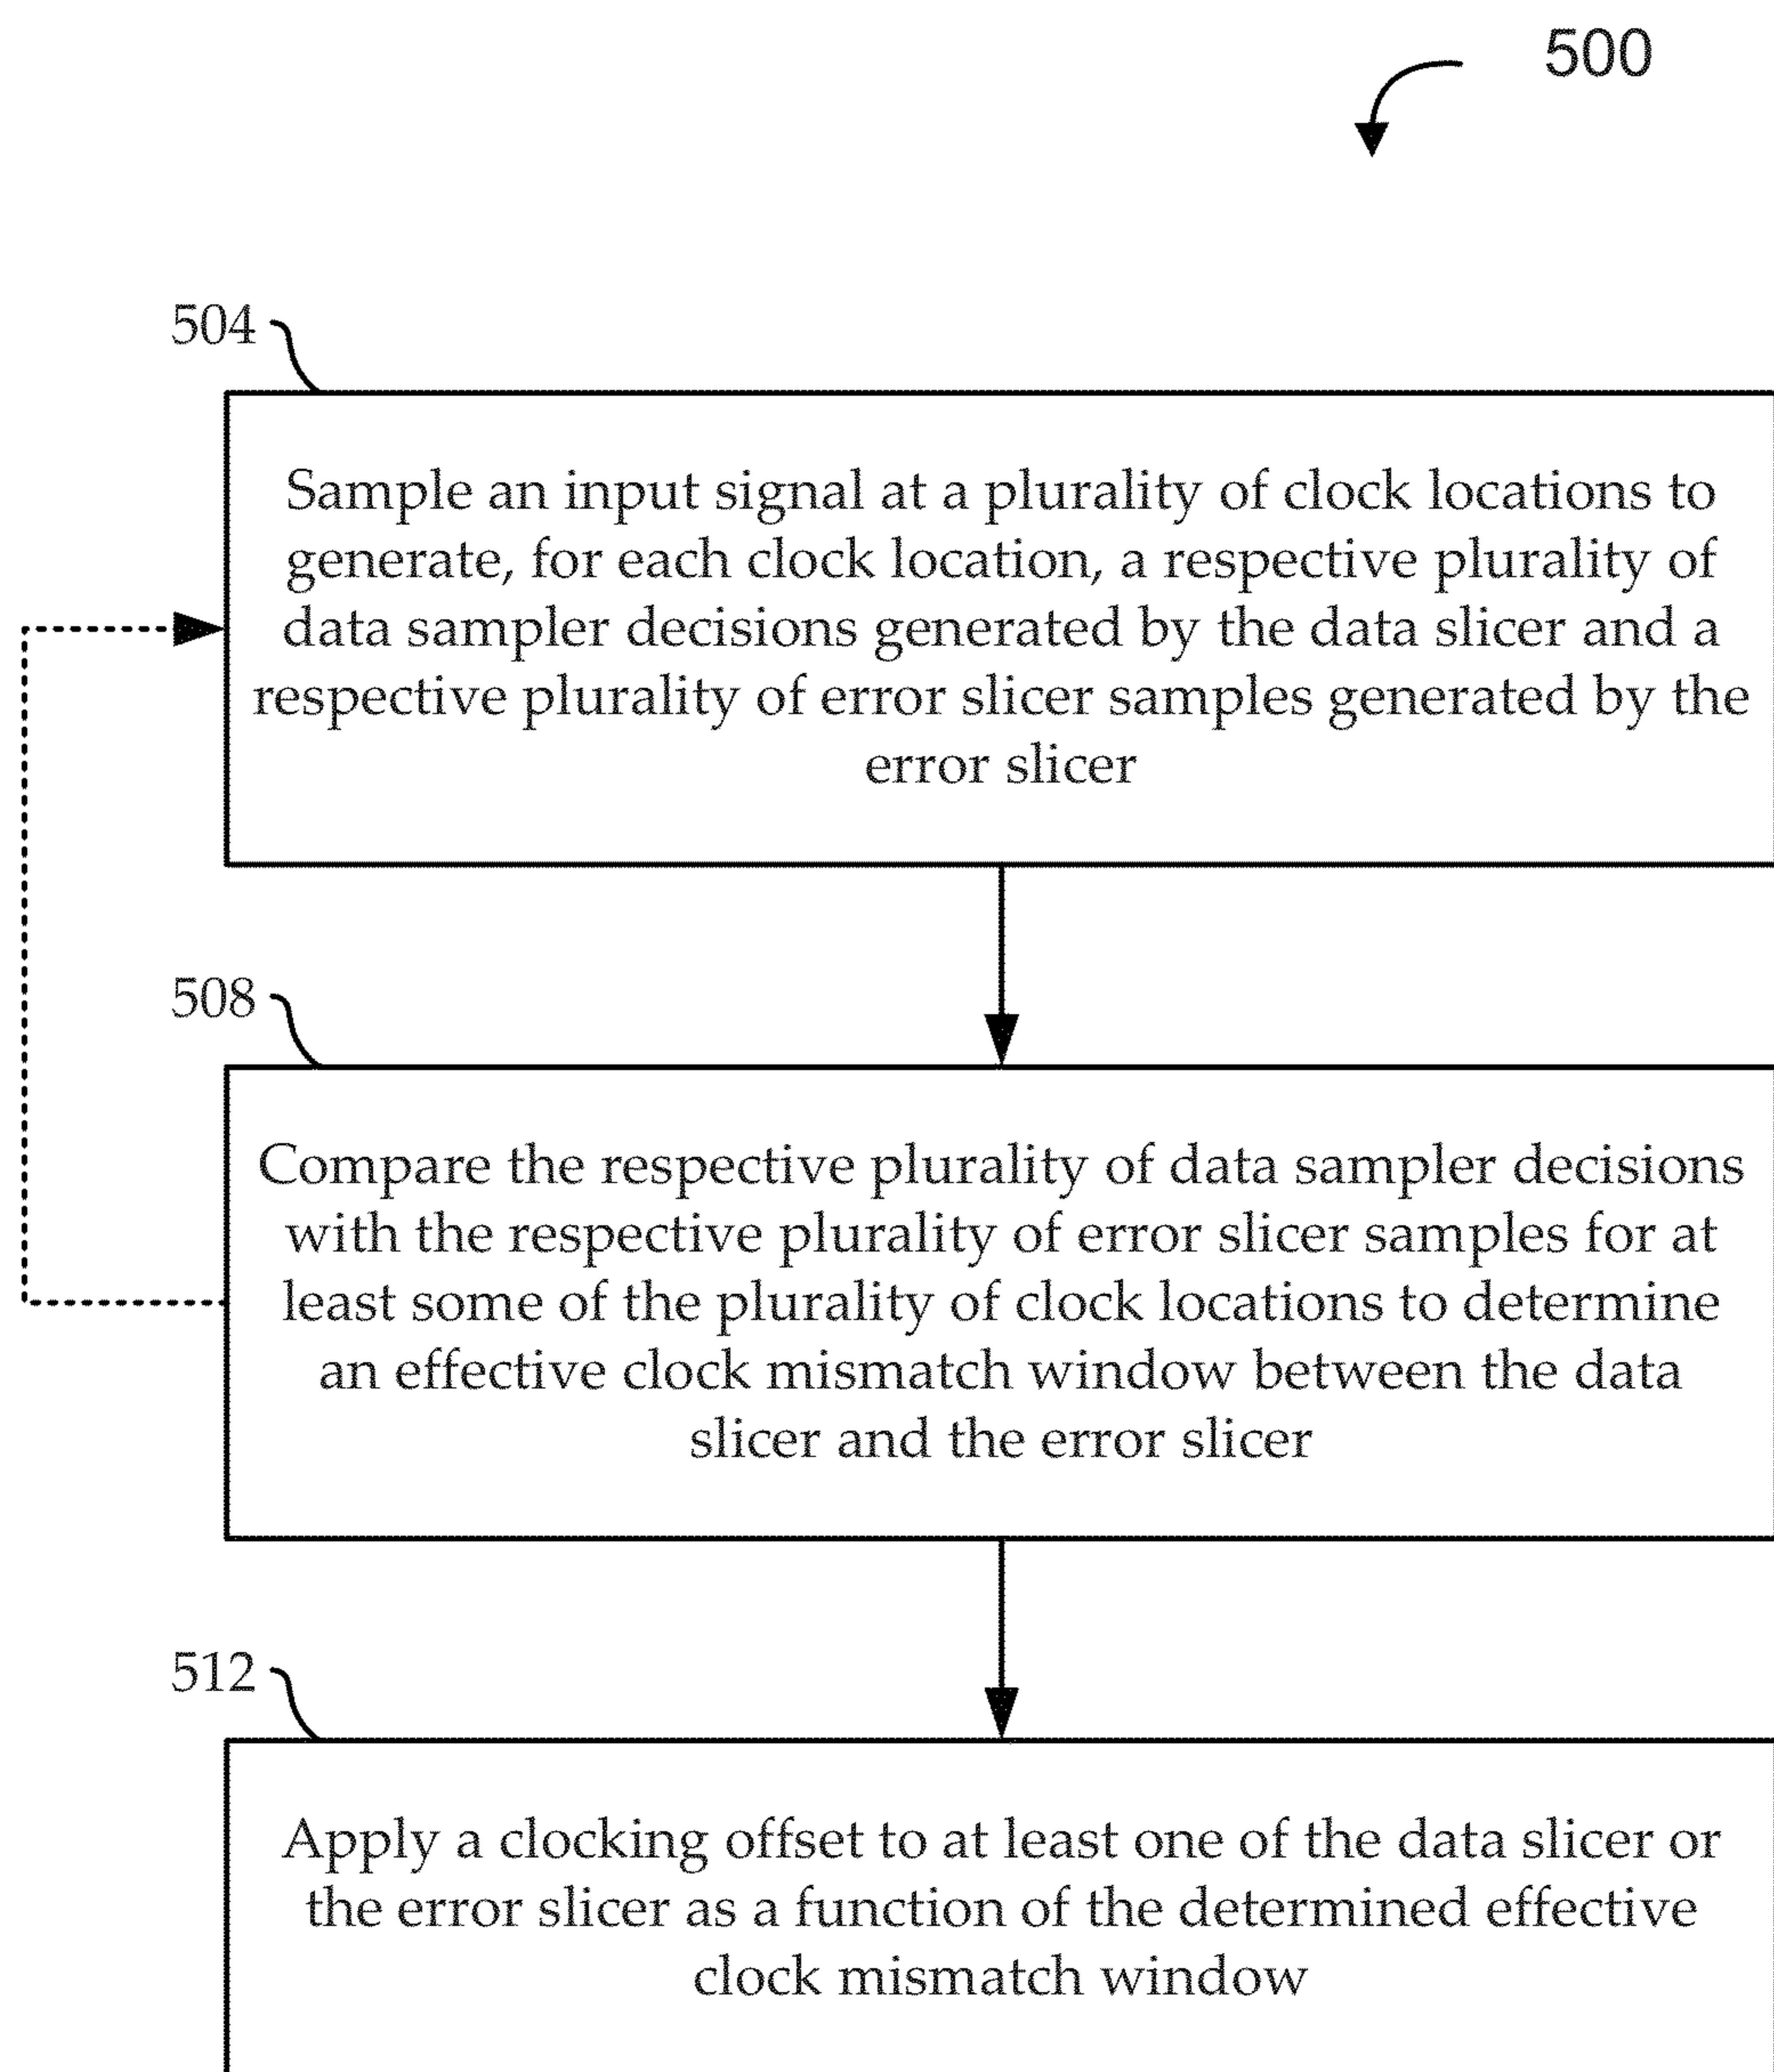 500
504
Sample an input signal at a plurality of clock locations to
generate, for each clock location, a respective plurality of
data sampler decisions generated by the data slicer and a
respective plurality of error slicer samples generated by the
error slicer
508
Compare the respective plurality of data sampler decisions
with the respective plurality of error slicer samples for at
least some of the plurality of clock locations to determine
an effective clock mismatch window between the data
slicer and the error slicer
512
Apply a clocking offset to at least one of the data slicer or
the error slicer as a function of the determined effective
clock mismatch window